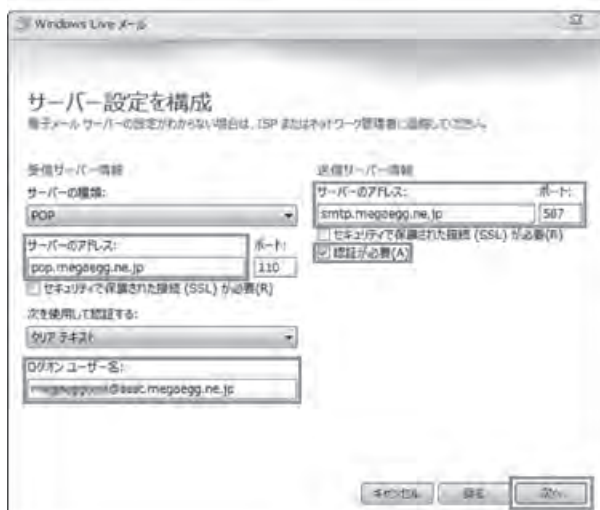 Windows Live メール
サーバー設定を構成
電子メール サーバーの設定がわからない場合は、ISP またはネットワーク管理者に連絡してください。
受信サーバー情報
サーバーの種類:
POP
サーバーのアドレス:
ポート:
pop.megaegg.ne.jp
110
セキュリティで保護された接続 (SSL) が必要(R)
次を使用して認証する:
クリア テキスト
ログオン ユーザー名:
.megaegg.ne.jp
送信サーバー情報
サーバーのアドレス:
ポート:
smtp.megaegg.ne.jp
587
セキュリティで保護された接続 (SSL) が必要(R)
認証が必要(A)
キャンセル
戻る
次へ